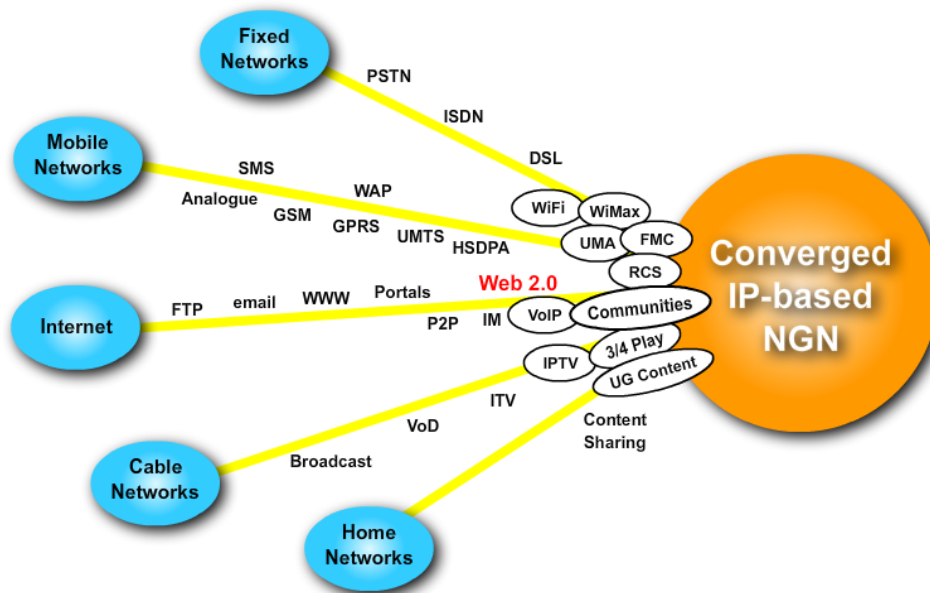 Fixed
Networks
PSTN
ISDN
DSL
Mobile
Networks
SMS
Analogue
WAP
GSM
GPRS
UMTS
HSDPA
WiFi
WiMax
UMA
FMC
RCS
Converged
IP-based
NGN
Web 2.0
Internet
FTP
email
WWW
Portals
P2P
IM
VoIP
Communities
3/4 Play
IPTV
UG Content
ITV
VoD
Broadcast
Content
Sharing
Cable
Networks
Home
Networks